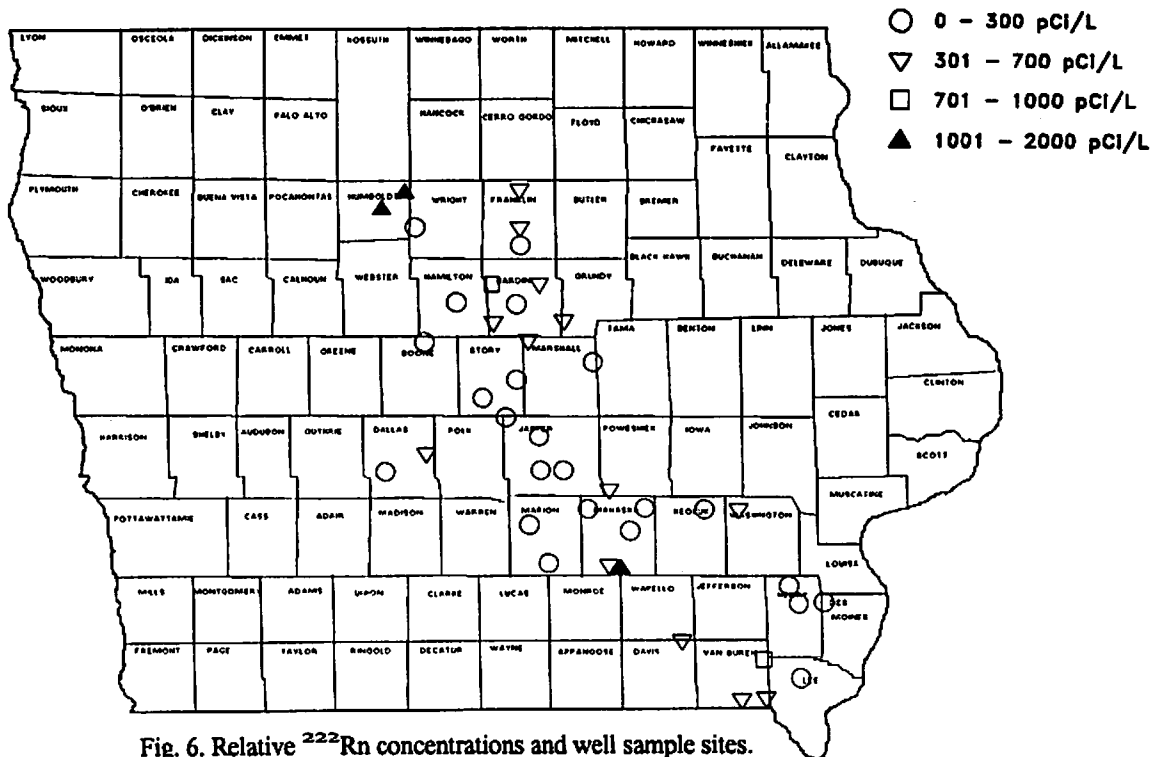 0 – 300 pCi/L
301 – 700 pCi/L
701 – 1000 pCi/L
1001 – 2000 pCi/L
LYON OSCEOLA DICKINSON EMMET KOSSUTH WINNEBAGO WORTH MITCHELL HOWARD WINNESHIEK ALLAMAKEE
SIOUX O'BRIEN CLAY PALO ALTO HANCOCK CERRO GORDO FLOYD CHICKASAW
FAYETTE CLAYTON
PLYMOUTH CHEROKEE BUENA VISTA POCAHONTAS HUMBOLDT WRIGHT FRANKLIN BUTLER BREMER
WOODBURY IDA SAC CALHOUN WEBSTER HAMILTON HARDIN GRUNDY BLACK HAWK BUCHANAN DELEWARE DUBUQUE
MONONA CRAWFORD CARROLL GREENE BOONE STORY MARSHALL TAMA BENTON LINN JONES JACKSON
CLINTON
CEDAR
HARRISON SHELBY AUDUBON GUTHRIE DALLAS POLK JASPER POWESHIEK IOWA JOHNSON
SCOTT
MUSCATINE
POTTAWATTAMIE CASS ADAIR MADISON WARREN MARION MAHASKA KEOKUK WASHINGTON
LOUISA
MILLS MONTGOMERY ADAMS UNION CLARKE LUCAS MONROE WAPELLO JEFFERSON HENRY DES MOINES
FREMONT PAGE TAYLOR RINGOLD DECATUR WAYNE APPANOOSE DAVIS VAN BUREN LEE
Fig. 6. Relative ²²²Rn concentrations and well sample sites.